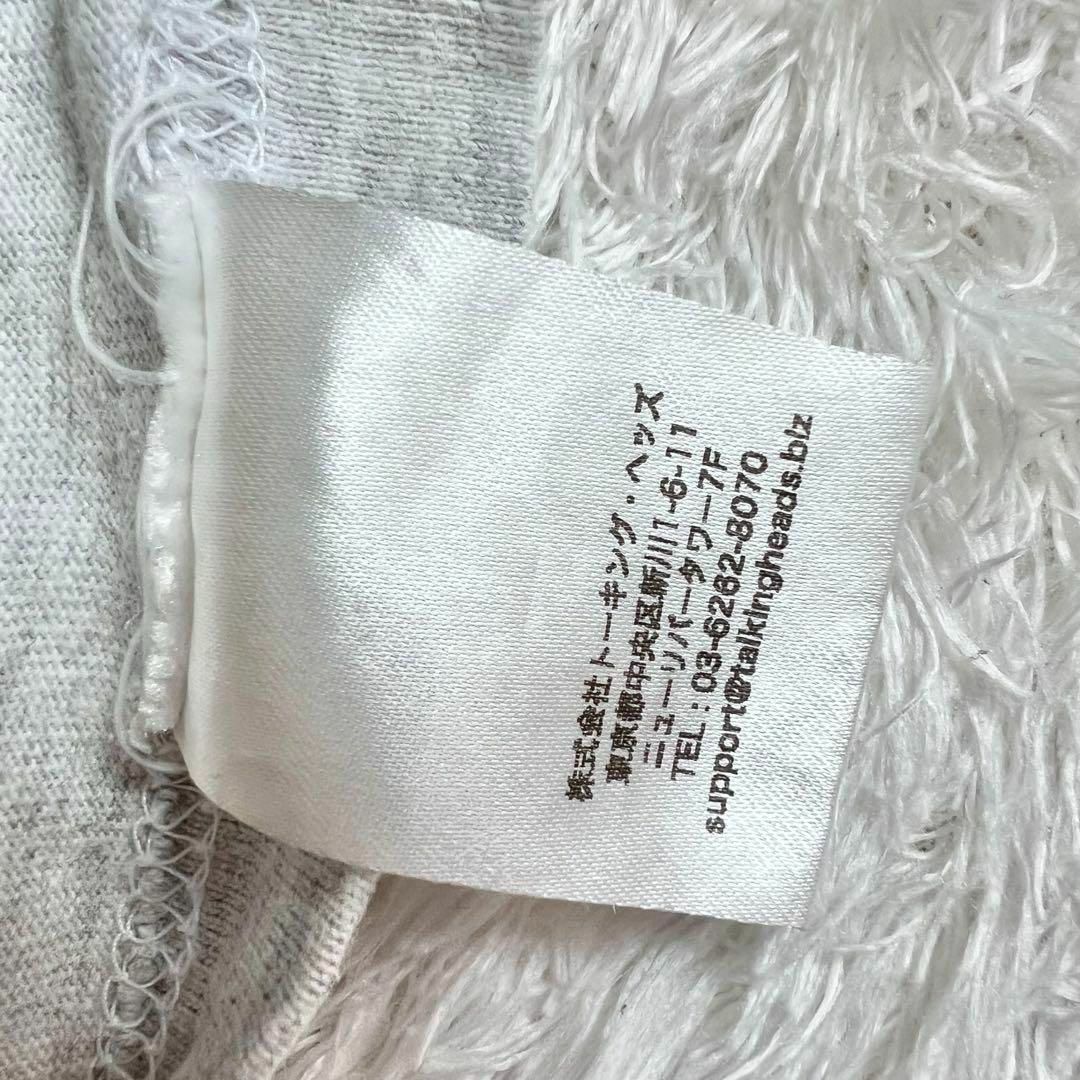 株式会社トーキング・ヘッズ
東京都中央区新川1-6-11
ニューリバータワー7F
TEL : 03-6262-8070
support@talkingheads.biz